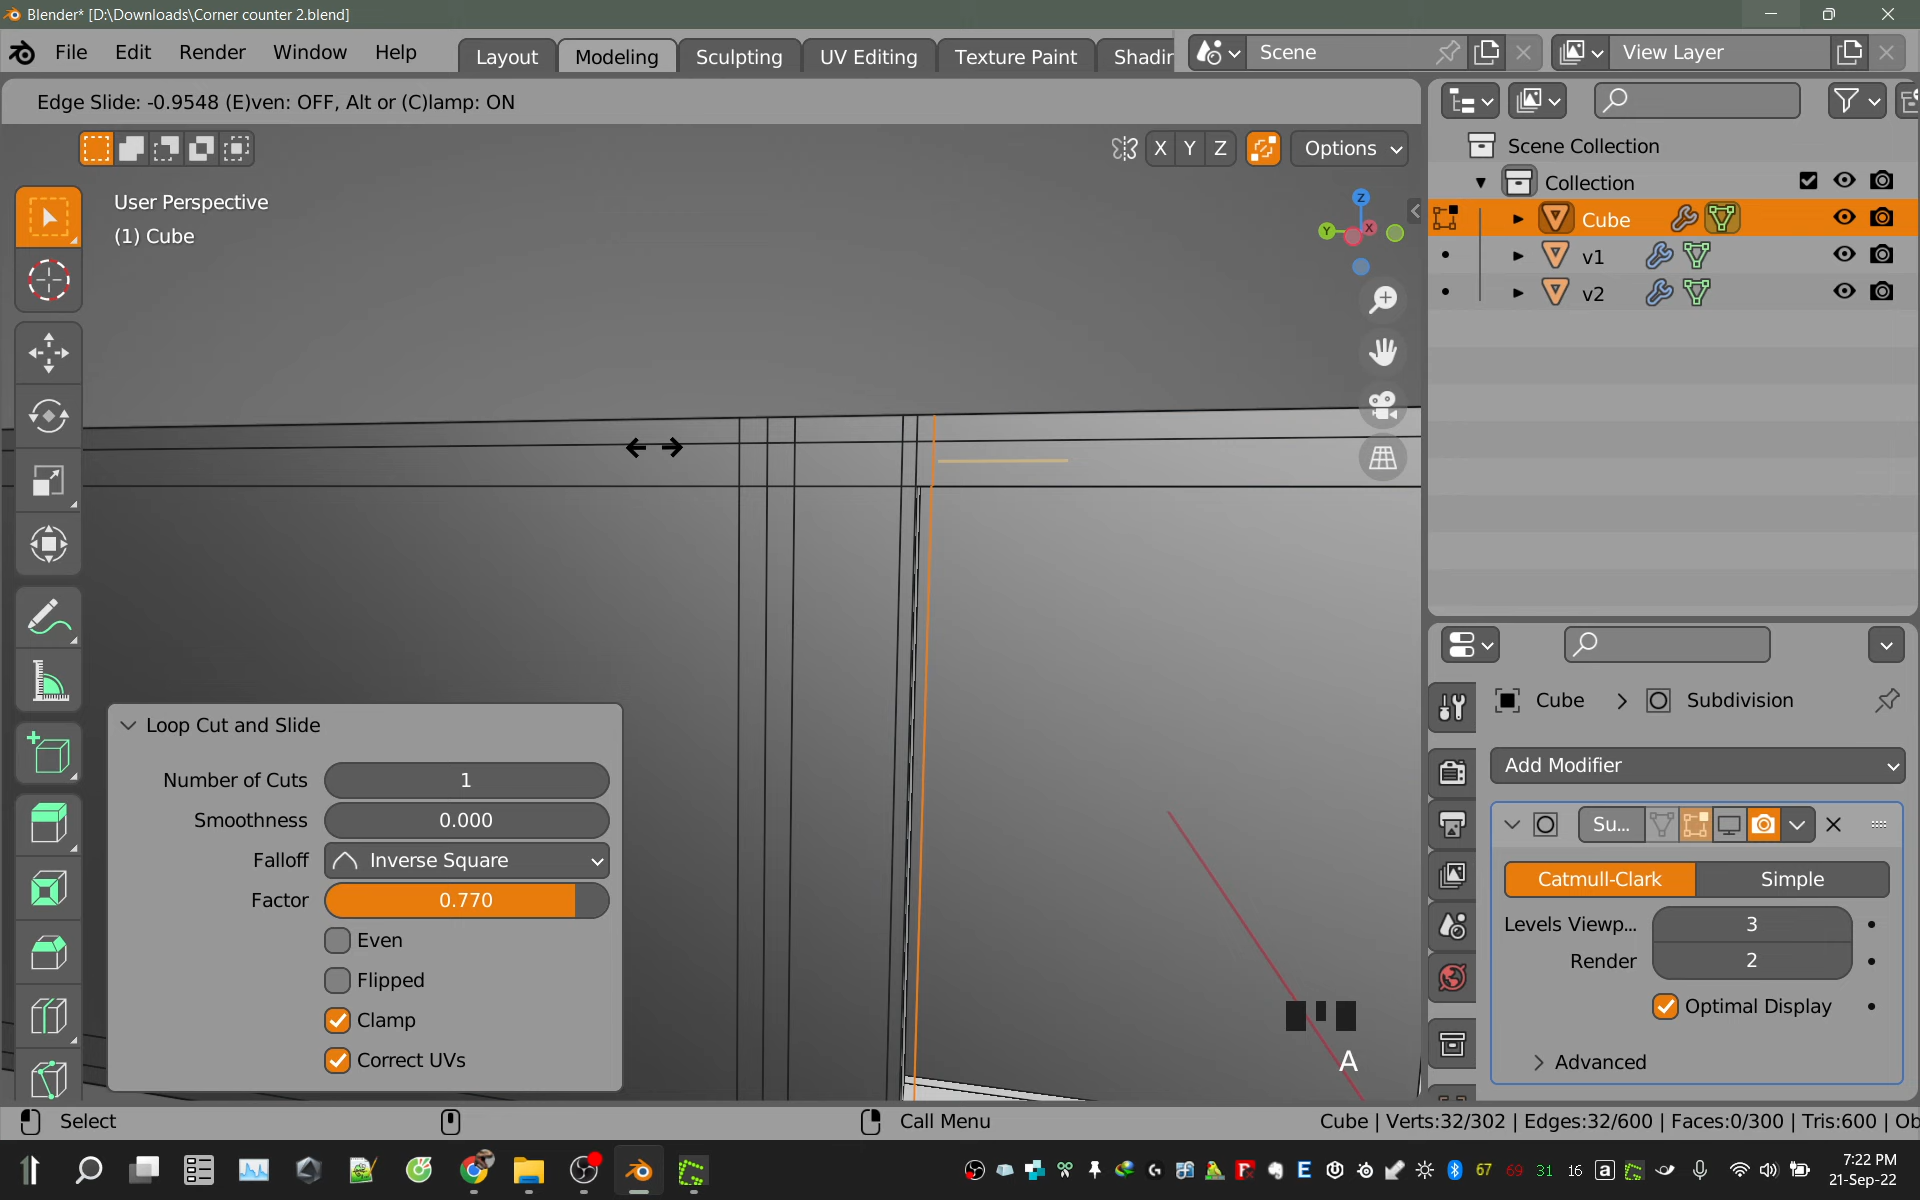 Blender* [D:\Downloads\Corner counter 2.blend]
File Edit Render Window Help
Layout Modeling Sculpting UV Editing Texture Paint Shadin
Scene
View Layer
Edge Slide: -0.9548 (E)ven: OFF, Alt or (C)lamp: ON
X Y Z
Options
User Perspective
(1) Cube
Z
Y
X
Scene Collection
Collection
Cube
v1
v2
Loop Cut and Slide
Number of Cuts 1
Smoothness 0.000
Falloff Inverse Square
Factor 0.770
Even
Flipped
Clamp
Correct UVs
A
Cube > Subdivision
Add Modifier
Su...
Catmull-Clark Simple
Levels Viewp... 3
Render 2
Optimal Display
Advanced
Select
Call Menu
Cube | Verts:32/302 | Edges:32/600 | Faces:0/300 | Tris:600 | Ob
67 69 31 16
7:22 PM
21-Sep-22